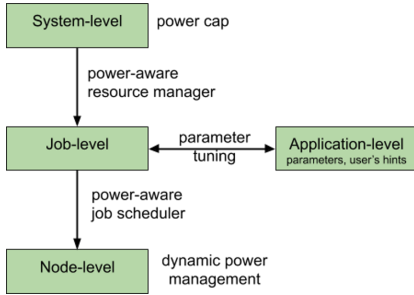 System-level
power cap
power-aware
resource manager
Job-level
parameter
tuning
Application-level
parameters, user's hints
power-aware
job scheduler
Node-level
dynamic power
management